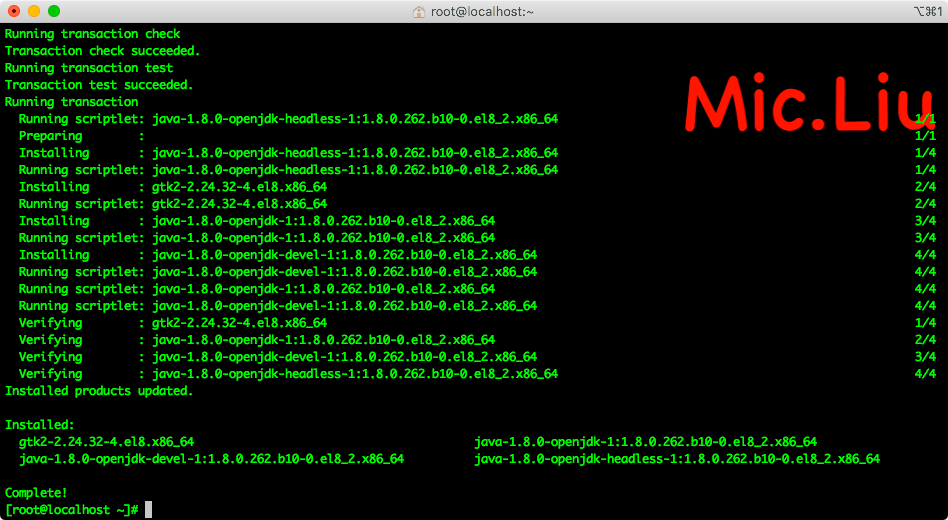 root@localhost:~
⌥⌘1
Running transaction check
Transaction check succeeded.
Running transaction test
Transaction test succeeded.
Running transaction
Mic.Liu
Running scriptlet: java-1.8.0-openjdk-headless-1:1.8.0.262.b10-0.el8_2.x86_64 1/1
Preparing : 1/1
Installing : java-1.8.0-openjdk-headless-1:1.8.0.262.b10-0.el8_2.x86_64 1/4
Running scriptlet: java-1.8.0-openjdk-headless-1:1.8.0.262.b10-0.el8_2.x86_64 1/4
Installing : gtk2-2.24.32-4.el8.x86_64 2/4
Running scriptlet: gtk2-2.24.32-4.el8.x86_64 2/4
Installing : java-1.8.0-openjdk-1:1.8.0.262.b10-0.el8_2.x86_64 3/4
Running scriptlet: java-1.8.0-openjdk-1:1.8.0.262.b10-0.el8_2.x86_64 3/4
Installing : java-1.8.0-openjdk-devel-1:1.8.0.262.b10-0.el8_2.x86_64 4/4
Running scriptlet: java-1.8.0-openjdk-devel-1:1.8.0.262.b10-0.el8_2.x86_64 4/4
Running scriptlet: java-1.8.0-openjdk-1:1.8.0.262.b10-0.el8_2.x86_64 4/4
Running scriptlet: java-1.8.0-openjdk-devel-1:1.8.0.262.b10-0.el8_2.x86_64 4/4
Verifying : gtk2-2.24.32-4.el8.x86_64 1/4
Verifying : java-1.8.0-openjdk-1:1.8.0.262.b10-0.el8_2.x86_64 2/4
Verifying : java-1.8.0-openjdk-devel-1:1.8.0.262.b10-0.el8_2.x86_64 3/4
Verifying : java-1.8.0-openjdk-headless-1:1.8.0.262.b10-0.el8_2.x86_64 4/4
Installed products updated.
Installed:
gtk2-2.24.32-4.el8.x86_64 java-1.8.0-openjdk-1:1.8.0.262.b10-0.el8_2.x86_64
java-1.8.0-openjdk-devel-1:1.8.0.262.b10-0.el8_2.x86_64 java-1.8.0-openjdk-headless-1:1.8.0.262.b10-0.el8_2.x86_64
Complete!
[root@localhost ~]#